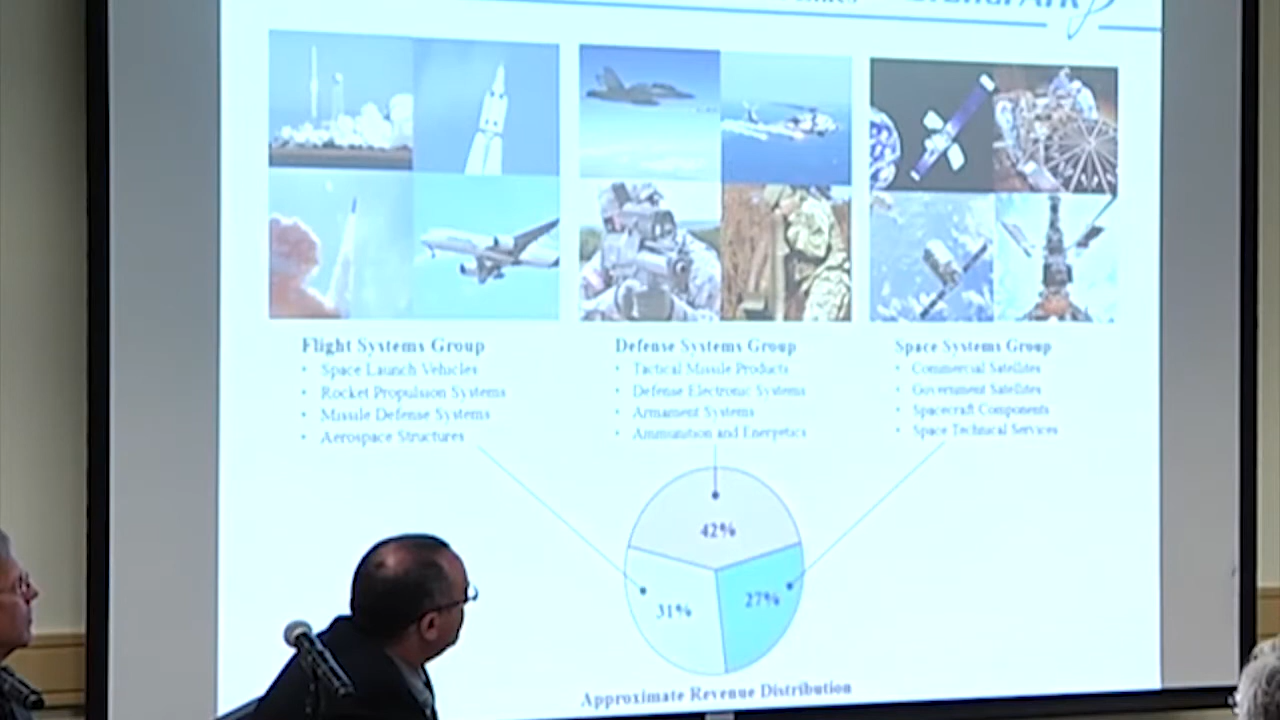 Flight Systems Group
• Space Launch Vehicles
• Rocket Propulsion Systems
• Missile Defense Systems
• Aerospace Structures
Defense Systems Group
• Tactical Missile Products
• Defense Electronic Systems
• Armament Systems
• Ammunition and Energetics
Space Systems Group
• Commercial Satellites
• Government Satellites
• Spacecraft Components
• Space Technical Services
42%
31%
27%
Approximate Revenue Distribution